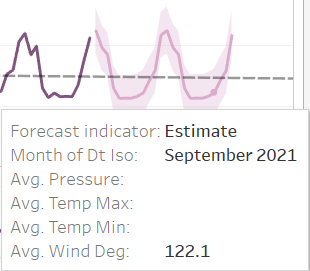 Forecast indicator: Estimate
Month of Dt Iso: September 2021
Avg. Pressure:
Avg. Temp Max:
Avg. Temp Min:
Avg. Wind Deg: 122.1